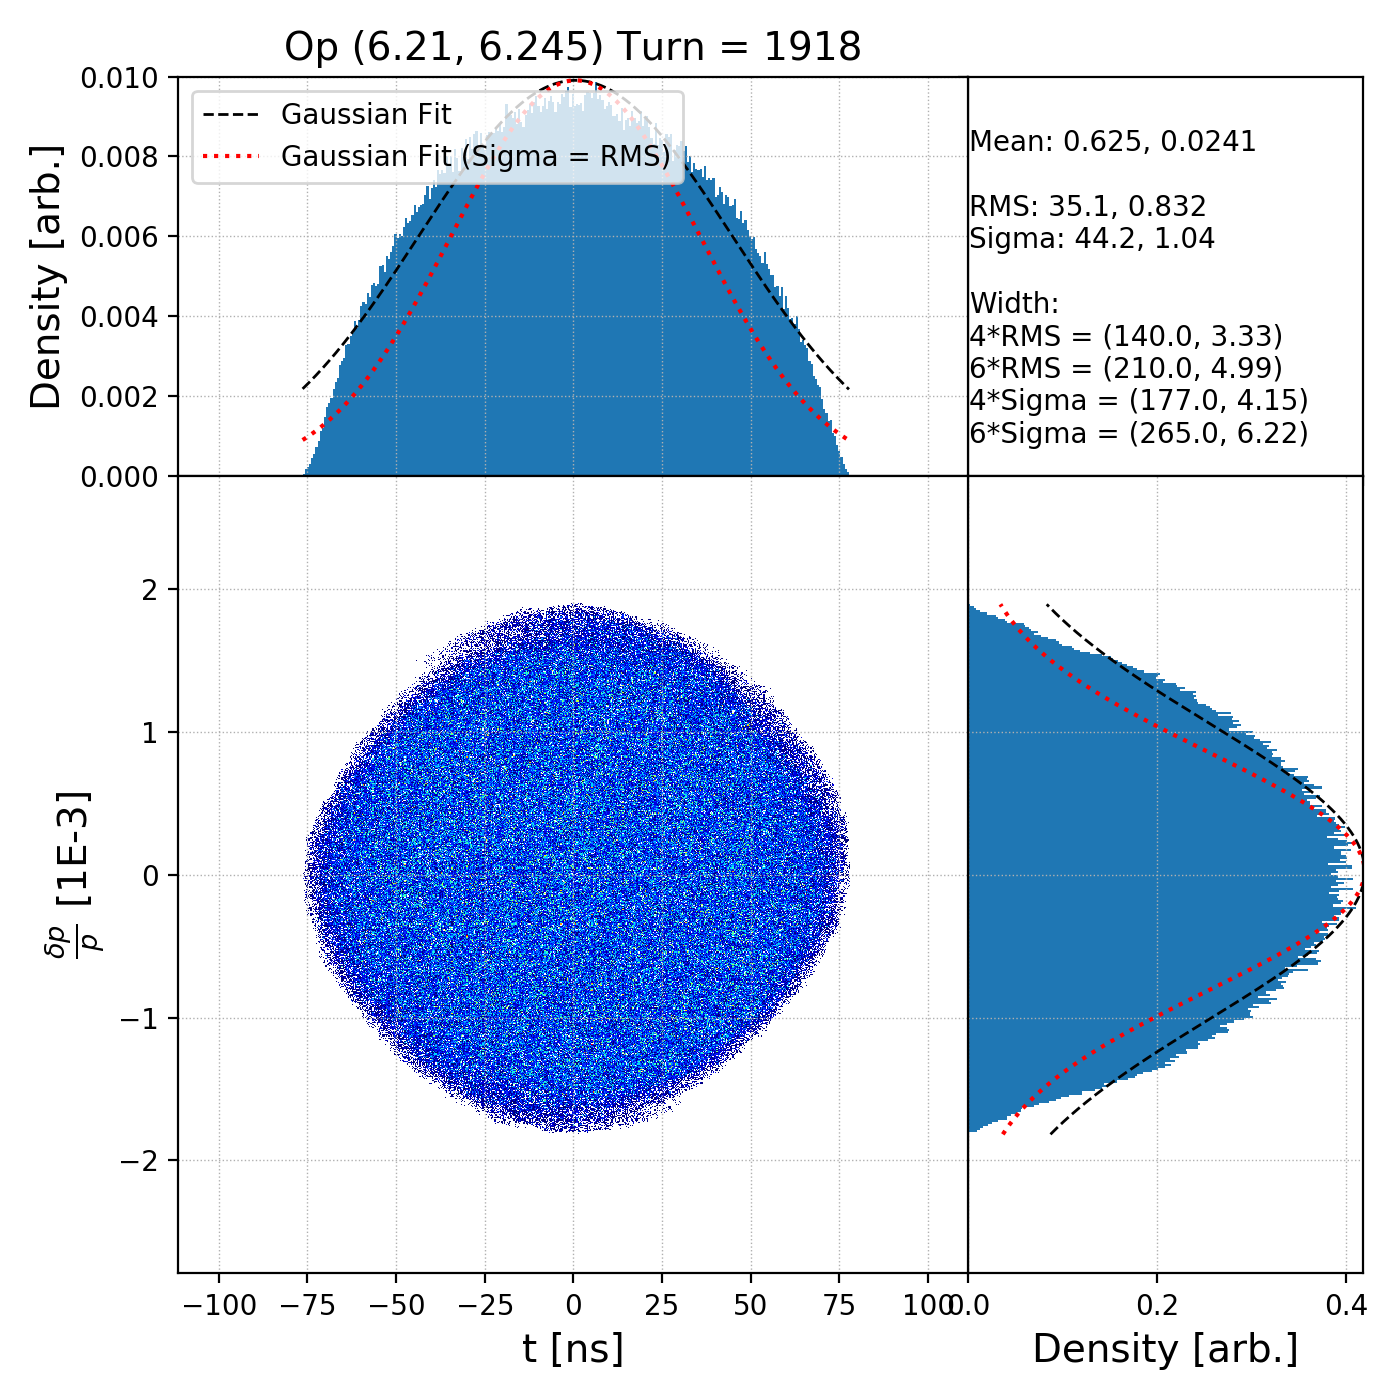 Op (6.21, 6.245) Turn = 1918
0.010
0.008
0.006
0.004
0.002
0.000
Density [arb.]
Gaussian Fit
Gaussian Fit (Sigma = RMS)
Mean: 0.625, 0.0241
RMS: 35.1, 0.832
Sigma: 44.2, 1.04
Width:
4*RMS = (140.0, 3.33)
6*RMS = (210.0, 4.99)
4*Sigma = (177.0, 4.15)
6*Sigma = (265.0, 6.22)
2
1
0
−1
−2
δp/p [1E-3]
−100 −75 −50 −25 0 25 50 75 100
t [ns]
0.0 0.2 0.4
Density [arb.]